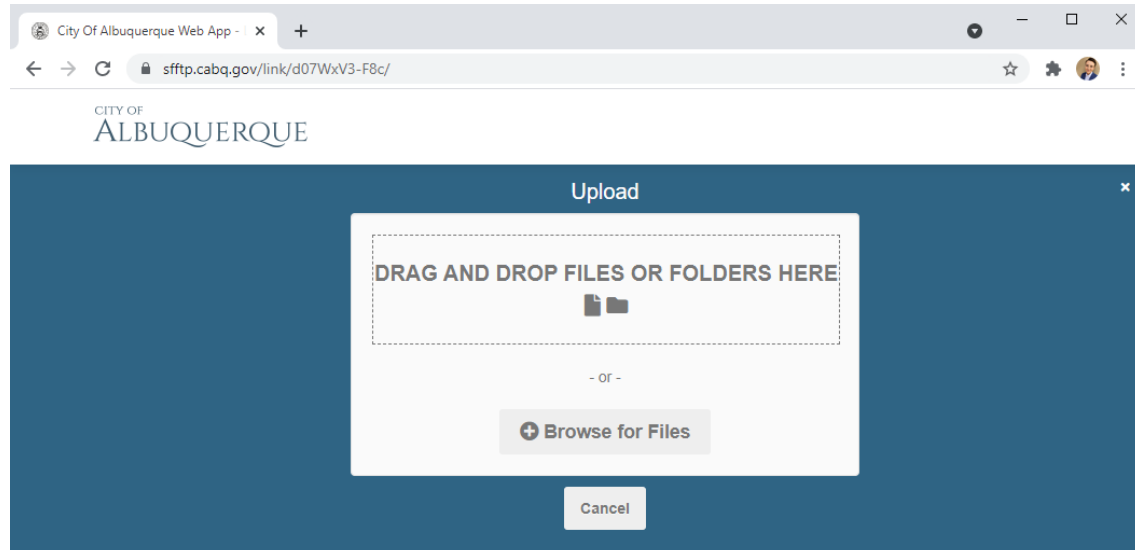 City Of Albuquerque Web App -
sfftp.cabq.gov/link/d07WxV3-F8c/
CITY OF
ALBUQUERQUE
Upload
DRAG AND DROP FILES OR FOLDERS HERE
- or -
Browse for Files
Cancel